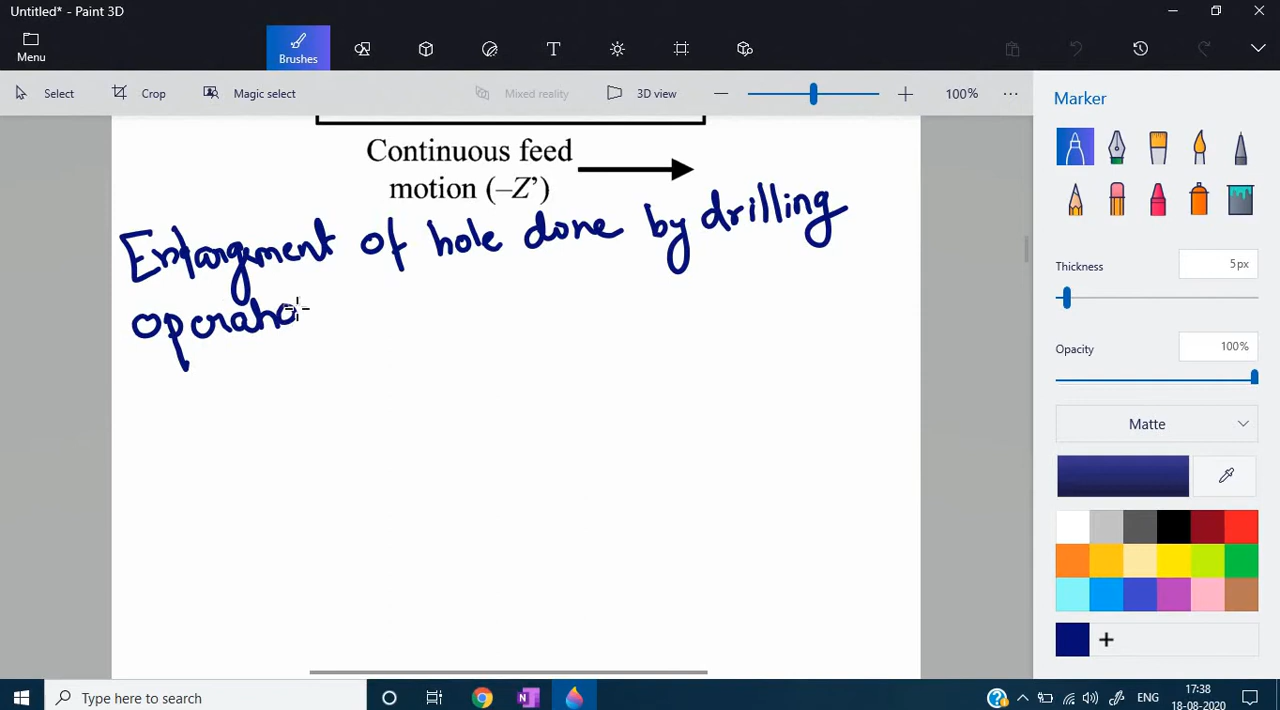 Untitled* - Paint 3D
Menu
Brushes
Select
Crop
Magic select
Mixed reality
3D view
100%
Marker
Continuous feed
motion (–Z’)
Enlargement of hole done by drilling
operatio
Thickness
5px
Opacity
100%
Matte
Type here to search
ENG
17:38
18-08-2020